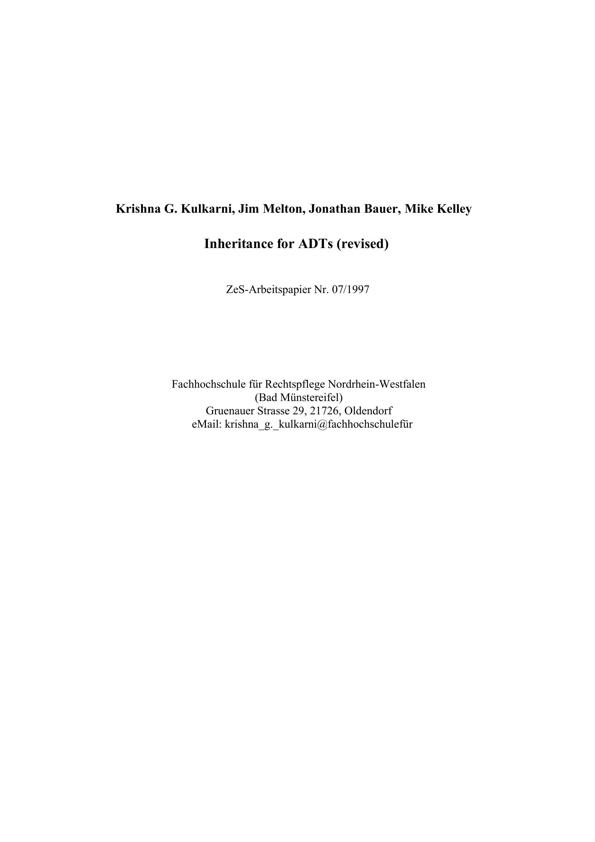 Krishna G. Kulkarni, Jim Melton, Jonathan Bauer, Mike Kelley
Inheritance for ADTs (revised)
ZeS-Arbeitspapier Nr. 07/1997
Fachhochschule für Rechtspflege Nordrhein-Westfalen
(Bad Münstereifel)
Gruenauer Strasse 29, 21726, Oldendorf
eMail: krishna_g._kulkarni@fachhochschulefür